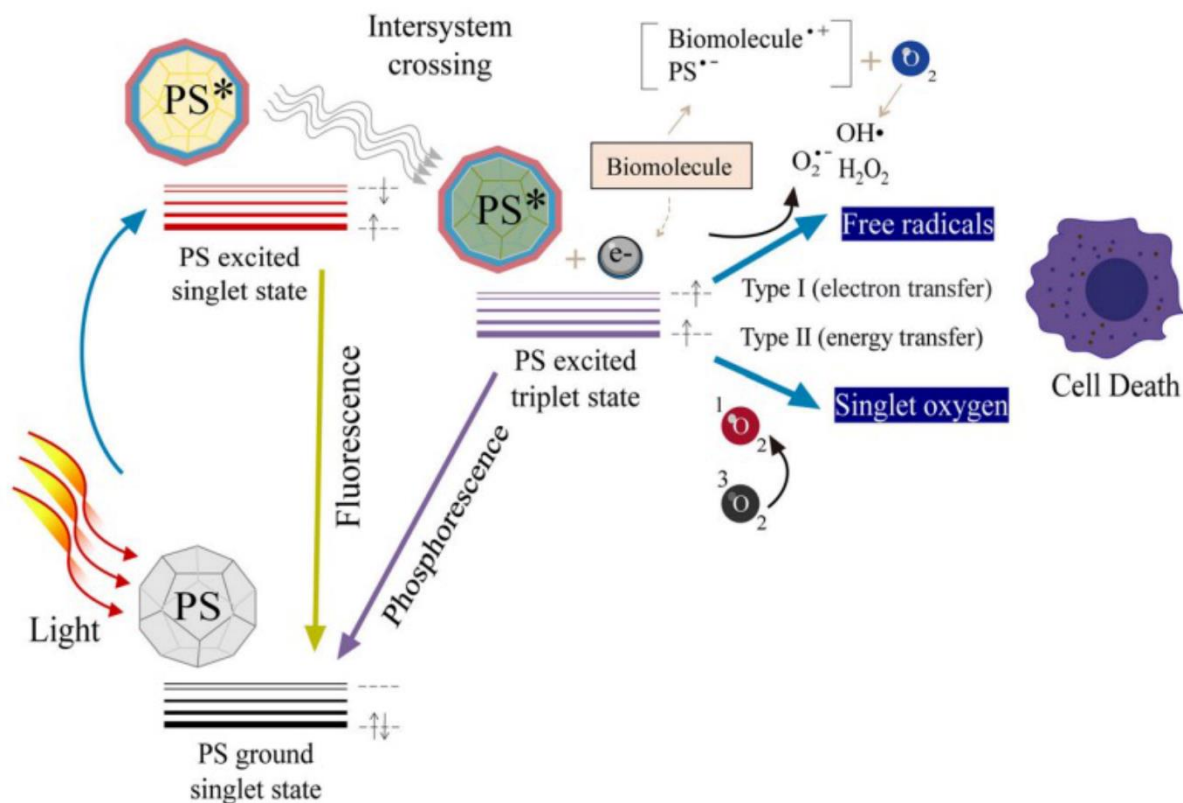 Intersystem
crossing
PS*
PS excited
singlet state
PS*
+ e-
PS excited
triplet state
[Biomolecule•+
PS•-] + O2
Biomolecule
OH•
O2•-
H2O2
Free radicals
Type I (electron transfer)
Type II (energy transfer)
Singlet oxygen
1O2
3O2
Cell Death
Fluorescence
Phosphorescence
Light
PS
PS ground
singlet state